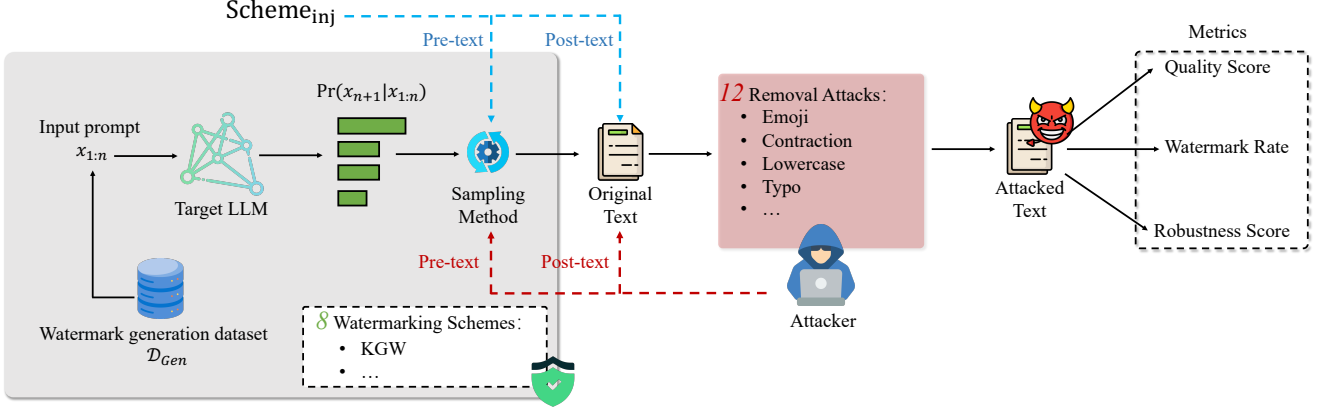 Scheme_inj
Pre-text
Post-text
Metrics
Pr(x_{n+1}|x_{1:n})
Input prompt
x_{1:n}
Target LLM
Sampling
Method
Original
Text
12 Removal Attacks:
• Emoji
• Contraction
• Lowercase
• Typo
• …
Attacked
Text
Quality Score
Watermark Rate
Robustness Score
Pre-text
Post-text
Attacker
Watermark generation dataset
𝒟_{Gen}
8 Watermarking Schemes:
• KGW
• …